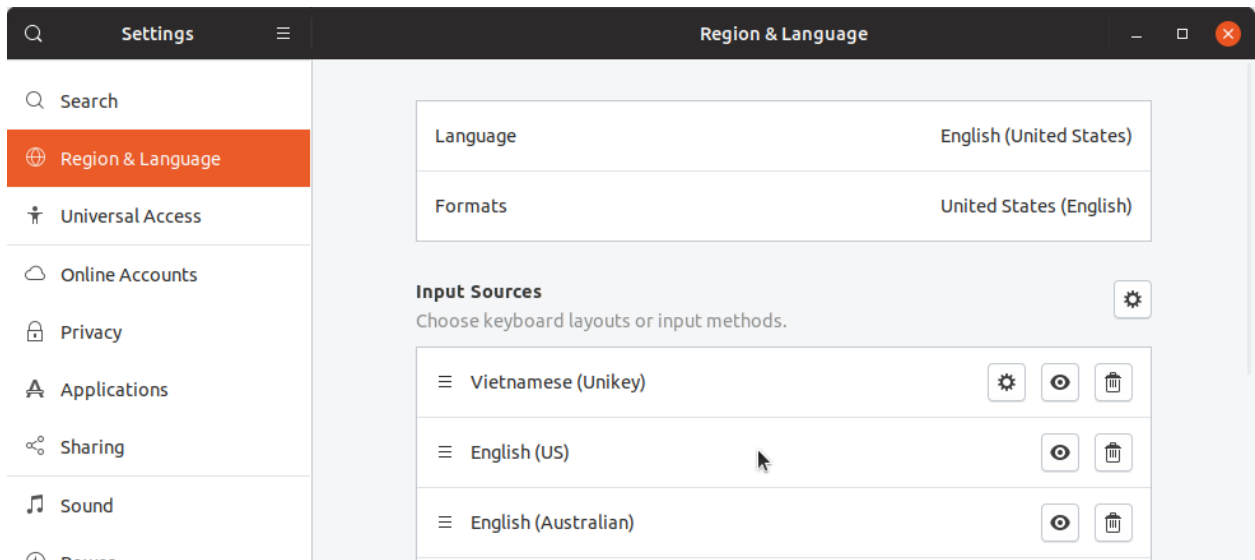 Settings
Region & Language
Search
Region & Language
Universal Access
Online Accounts
Privacy
Applications
Sharing
Sound
Language English (United States)
Formats United States (English)
Input Sources
Choose keyboard layouts or input methods.
Vietnamese (Unikey)
English (US)
English (Australian)